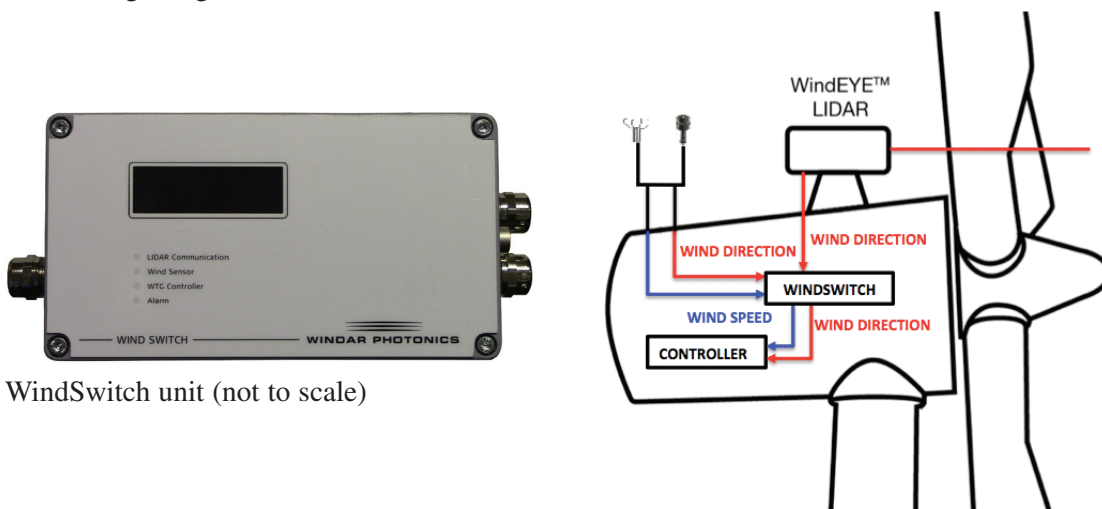 LIDAR Communication
Wind Sensor
WTG Controller
Alarm
WIND SWITCH
WINDAR PHOTONICS
WindSwitch unit (not to scale)
WindEYE™
LIDAR
WIND DIRECTION
WIND DIRECTION
WINDSWITCH
WIND SPEED
WIND DIRECTION
CONTROLLER